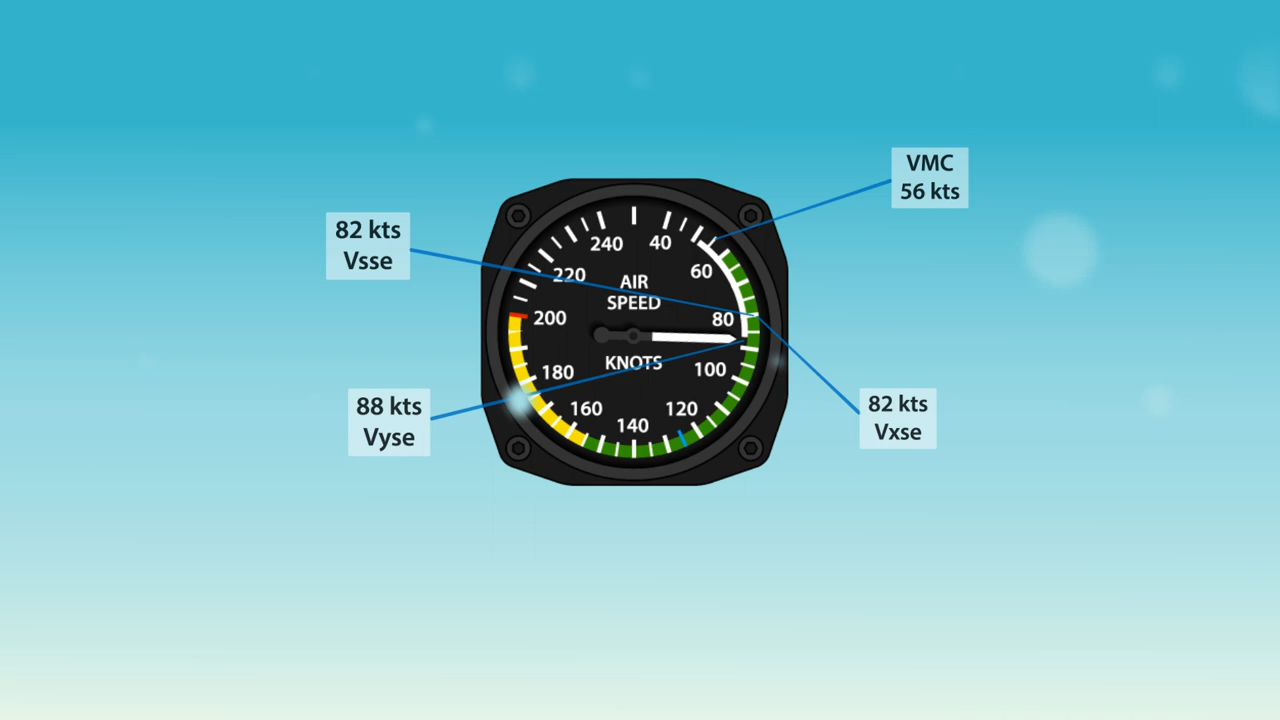 VMC
56 kts
82 kts
Vsse
240
40
220
60
AIR
SPEED
200
80
KNOTS
180
100
160
120
140
88 kts
Vyse
82 kts
Vxse